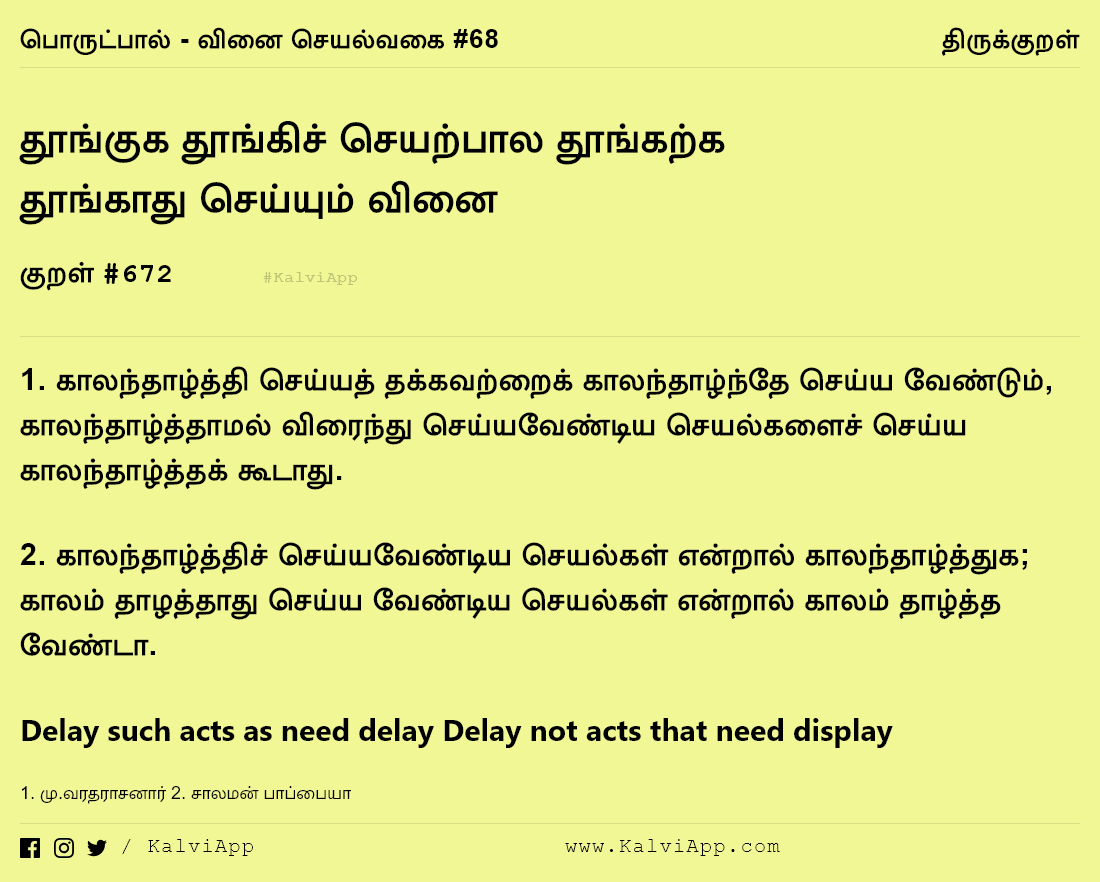 பொருட்பால் - வினை செயல்வகை #68 திருக்குறள்
தூங்குக தூங்கிச் செயற்பால தூங்கற்க
தூங்காது செய்யும் வினை
குறள் #672 #KalviApp
1. காலந்தாழ்த்தி செய்யத் தக்கவற்றைக் காலந்தாழ்ந்தே செய்ய வேண்டும்,
காலந்தாழ்த்தாமல் விரைந்து செய்யவேண்டிய செயல்களைச் செய்ய
காலந்தாழ்த்தக் கூடாது.
2. காலந்தாழ்த்திச் செய்யவேண்டிய செயல்கள் என்றால் காலந்தாழ்த்துக;
காலம் தாழத்தாது செய்ய வேண்டிய செயல்கள் என்றால் காலம் தாழ்த்த
வேண்டா.
Delay such acts as need delay Delay not acts that need display
1. மு.வரதராசனார் 2. சாலமன் பாப்பையா
/ KalviApp www.KalviApp.com